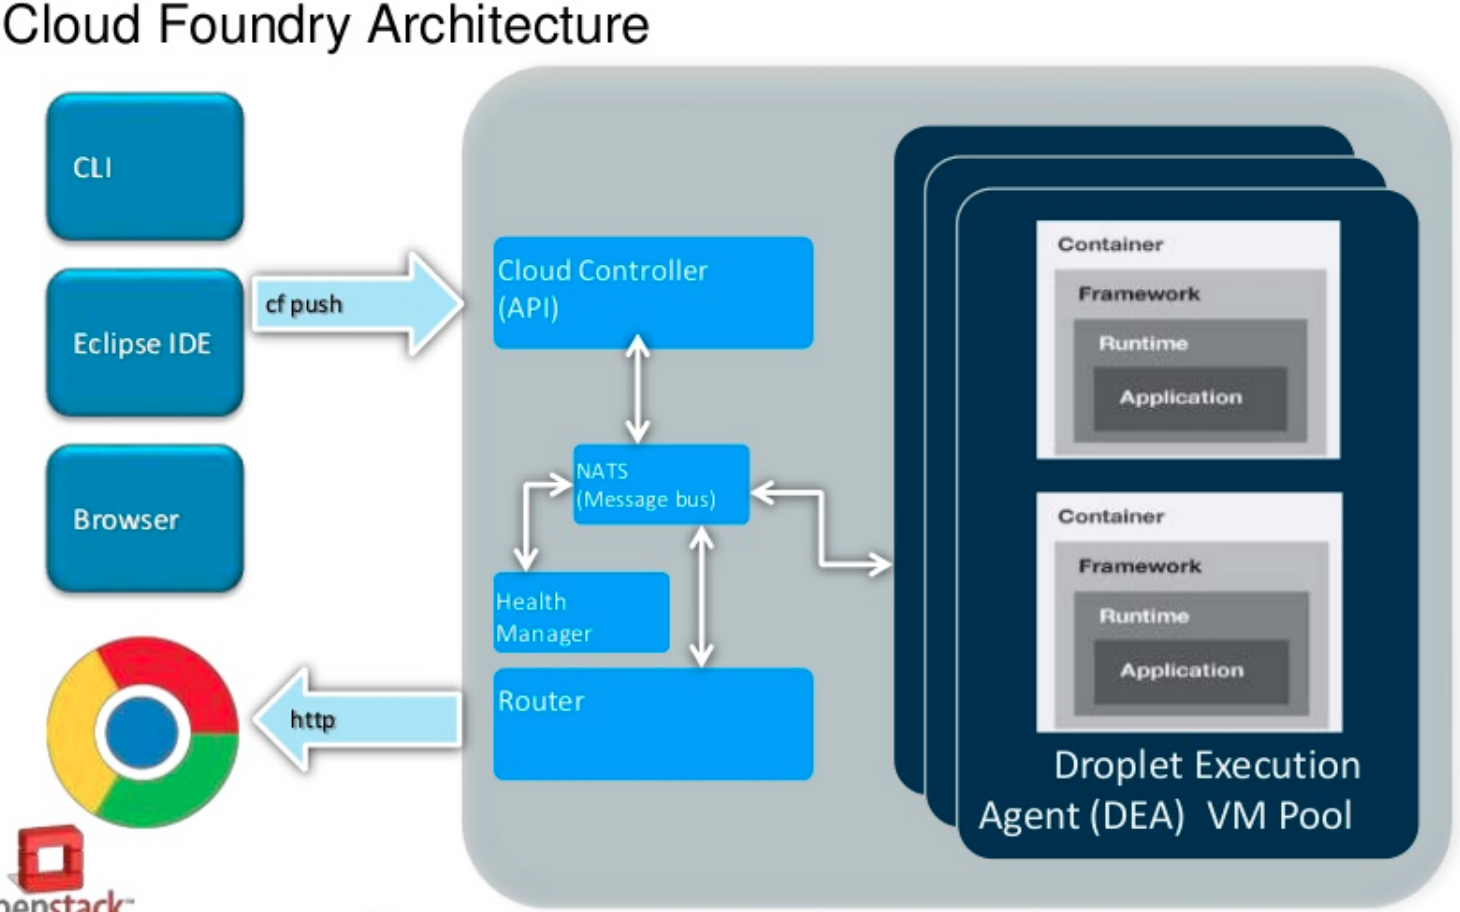 Cloud Foundry Architecture
CLI
Eclipse IDE
Browser
cf push
http
Cloud Controller
(API)
NATS
(Message bus)
Health
Manager
Router
Container
Framework
Runtime
Application
Container
Framework
Runtime
Application
Droplet Execution
Agent (DEA) VM Pool
penstack™